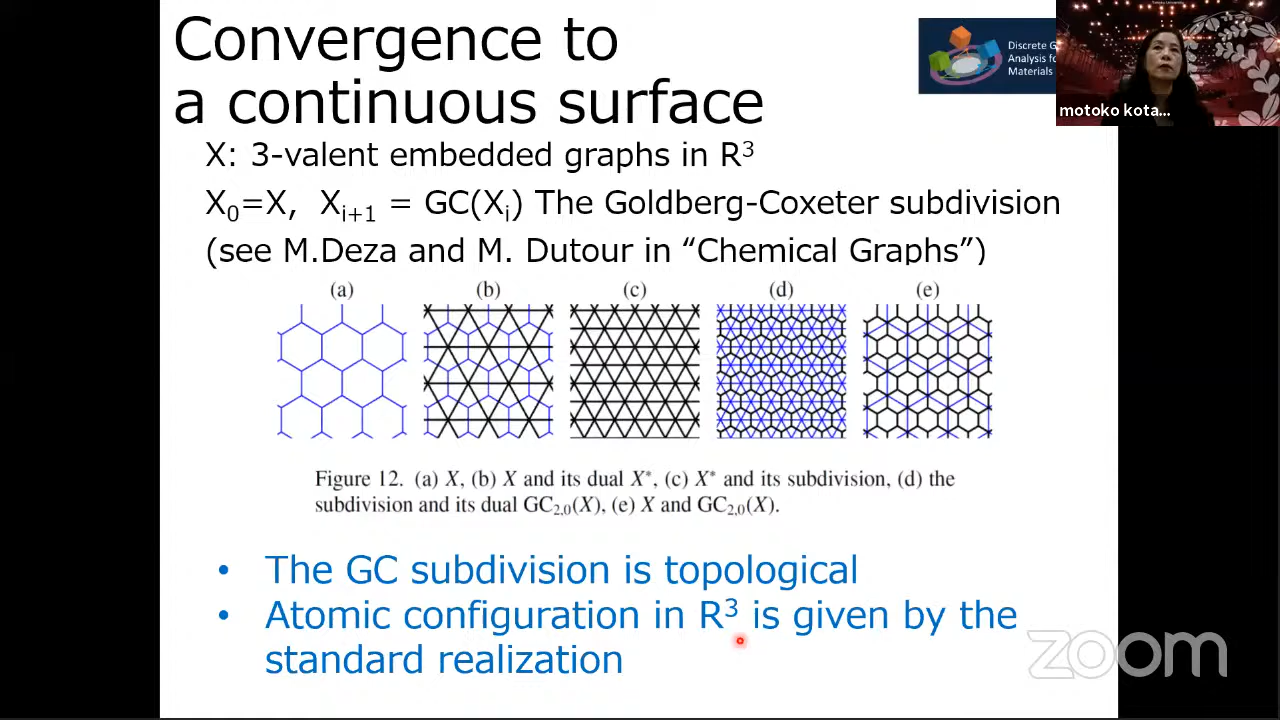 Convergence to
a continuous surface
Discrete G
Analysis fo
Materials
motoko kota...
X: 3-valent embedded graphs in R³
X₀=X, Xᵢ₊₁ = GC(Xᵢ) The Goldberg-Coxeter subdivision
(see M.Deza and M. Dutour in “Chemical Graphs”)
(a) (b) (c) (d) (e)
Figure 12. (a) X, (b) X and its dual X*, (c) X* and its subdivision, (d) the
subdivision and its dual GC₂,₀(X), (e) X and GC₂,₀(X).
• The GC subdivision is topological
• Atomic configuration in R³ is given by the
standard realization
zoom